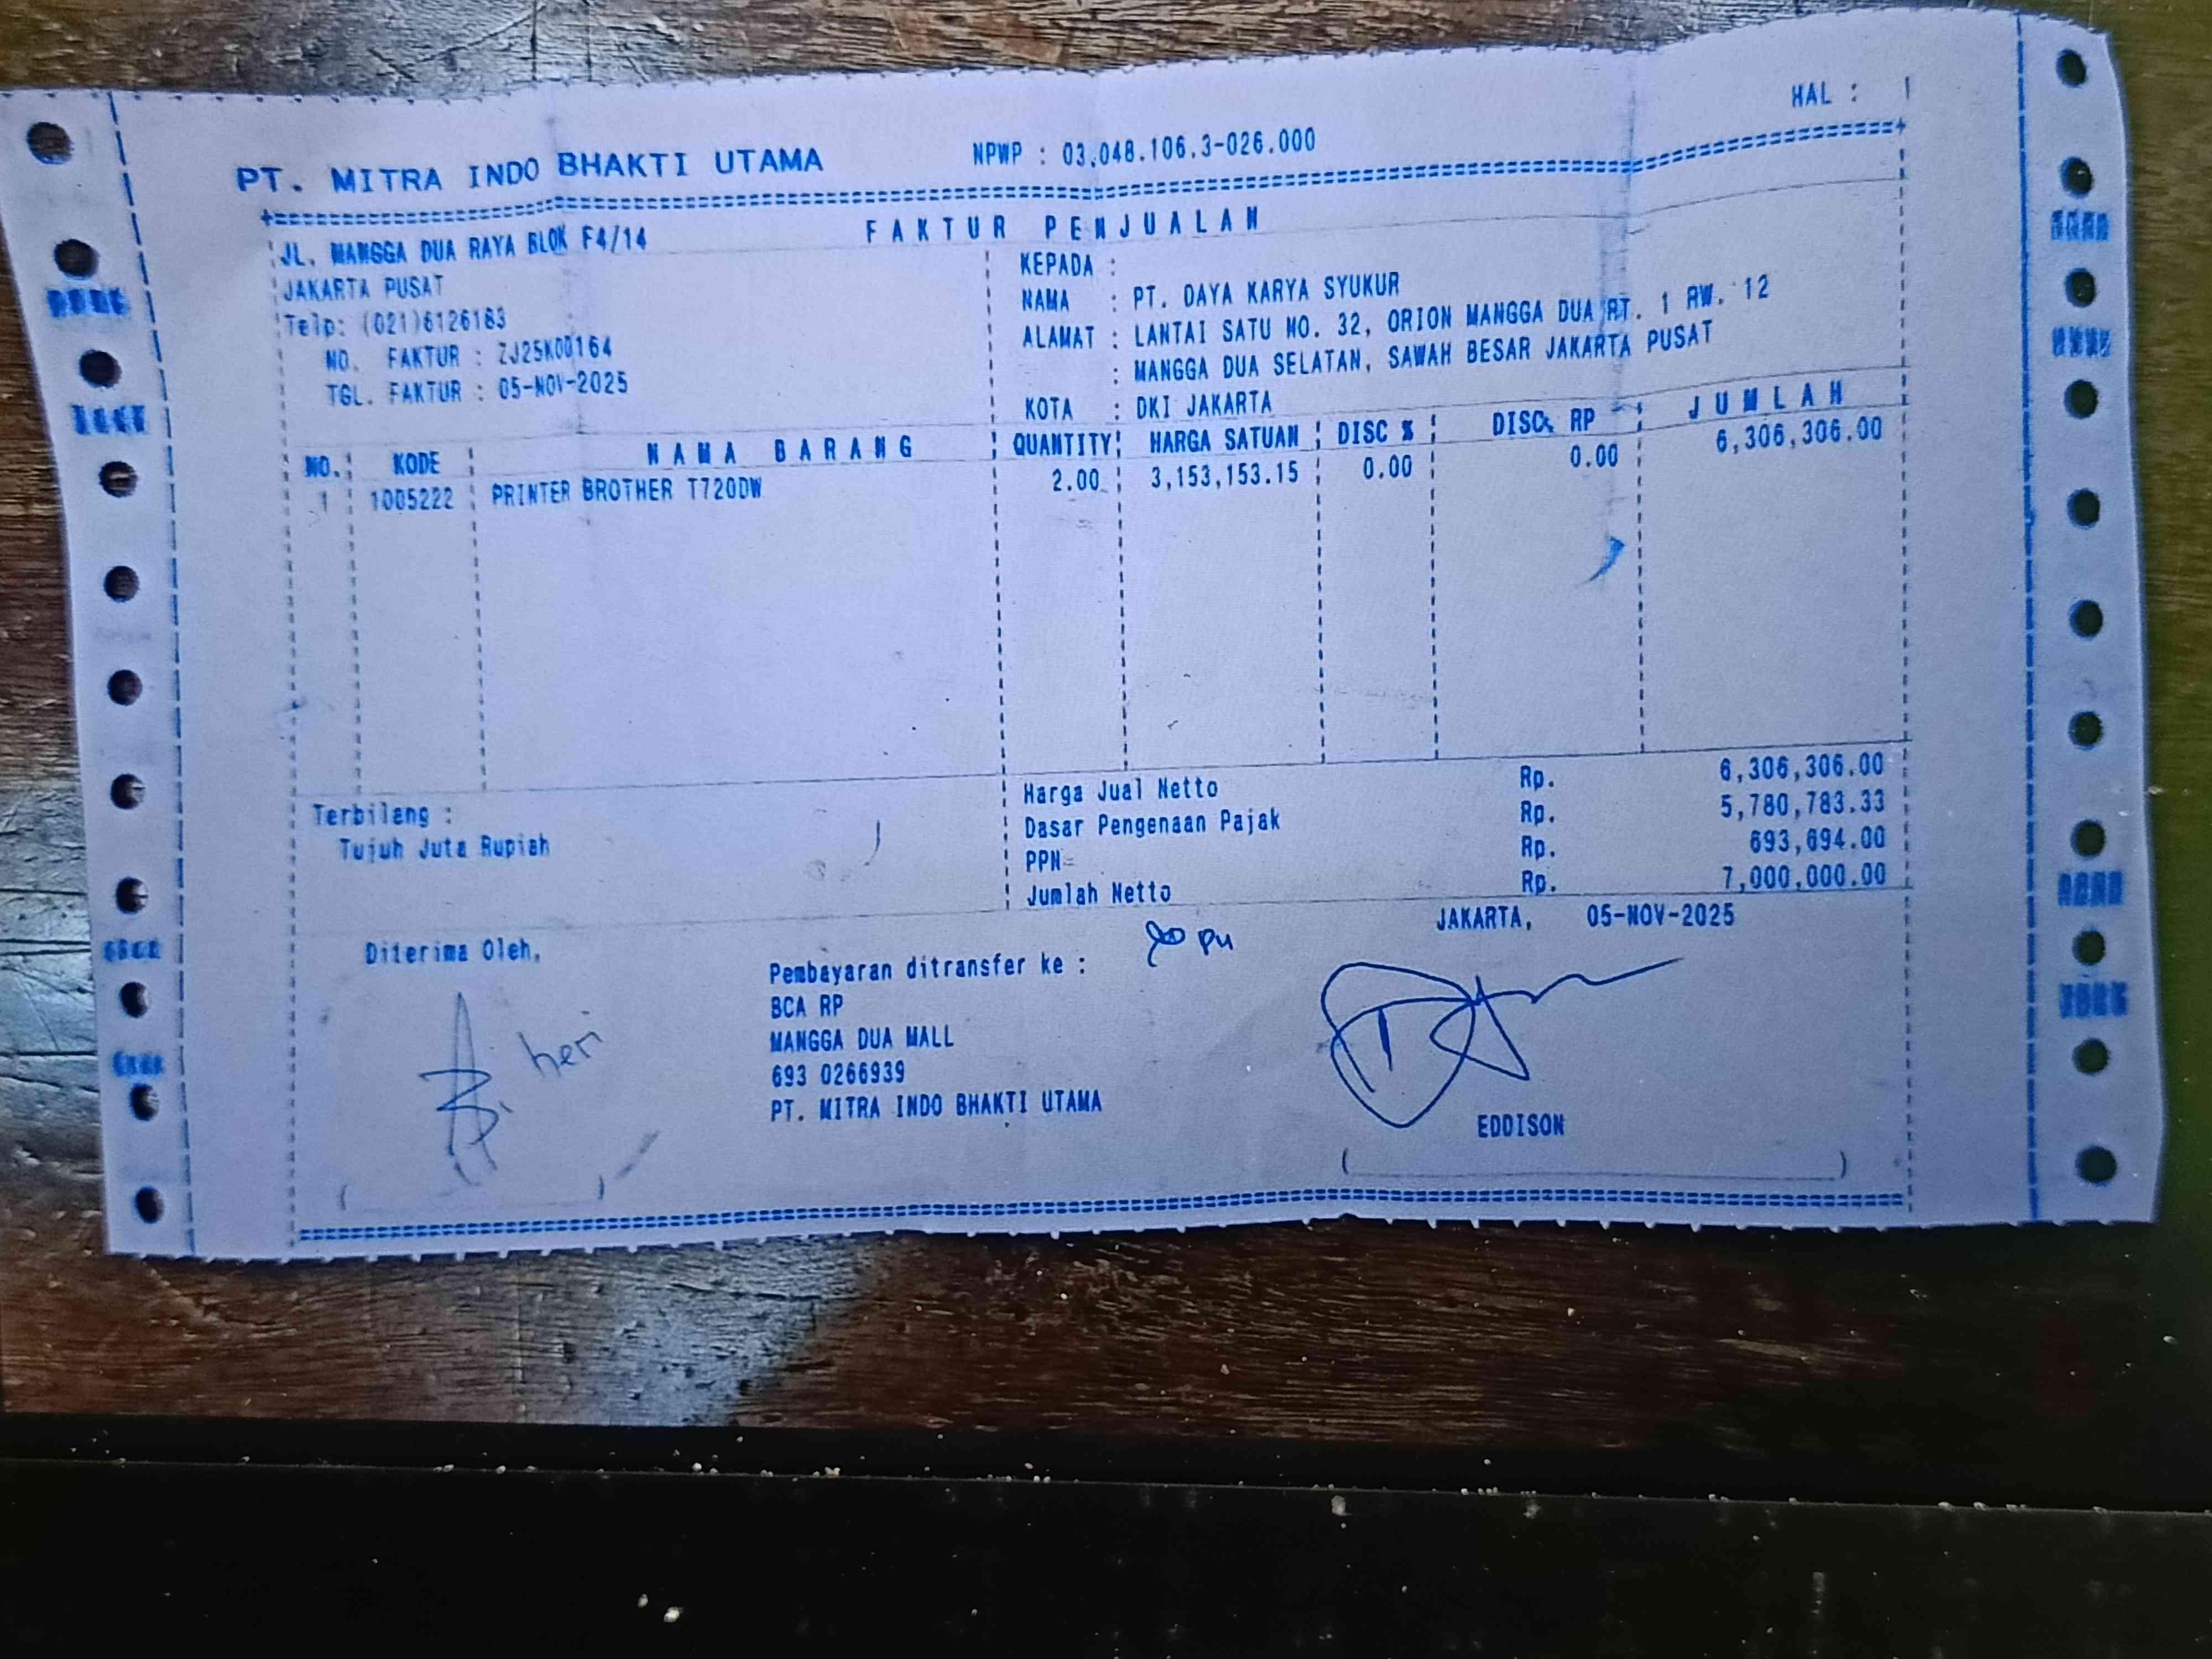 HAL : 1
PT. MITRA INDO BHAKTI UTAMA NPWP : 03.048.106.3-026.000
FAKTUR PENJUALAN
JL. MANGGA DUA RAYA BLOK F4/14
JAKARTA PUSAT
Telp: (021)6126183
NO. FAKTUR : ZJ25K00164
TGL. FAKTUR : 05-NOV-2025
KEPADA :
NAMA : PT. DAYA KARYA SYUKUR
ALAMAT : LANTAI SATU NO. 32, ORION MANGGA DUA RT. 1 RW. 12
: MANGGA DUA SELATAN, SAWAH BESAR JAKARTA PUSAT
KOTA : DKI JAKARTA
NO. KODE NAMA BARANG QUANTITY HARGA SATUAN DISC % DISC. RP JUMLAH
1 1005222 PRINTER BROTHER T720DW 2.00 3,153,153.15 0.00 0.00 6,306,306.00
Terbilang :
Tujuh Juta Rupiah
Harga Jual Netto Rp. 6,306,306.00
Dasar Pengenaan Pajak Rp. 5,780,783.33
PPN Rp. 693,694.00
Jumlah Netto Rp. 7,000,000.00
JAKARTA, 05-NOV-2025
Diterima Oleh,
heri
Pembayaran ditransfer ke :
BCA RP
MANGGA DUA MALL
693 0266939
PT. MITRA INDO BHAKTI UTAMA
EDDISON